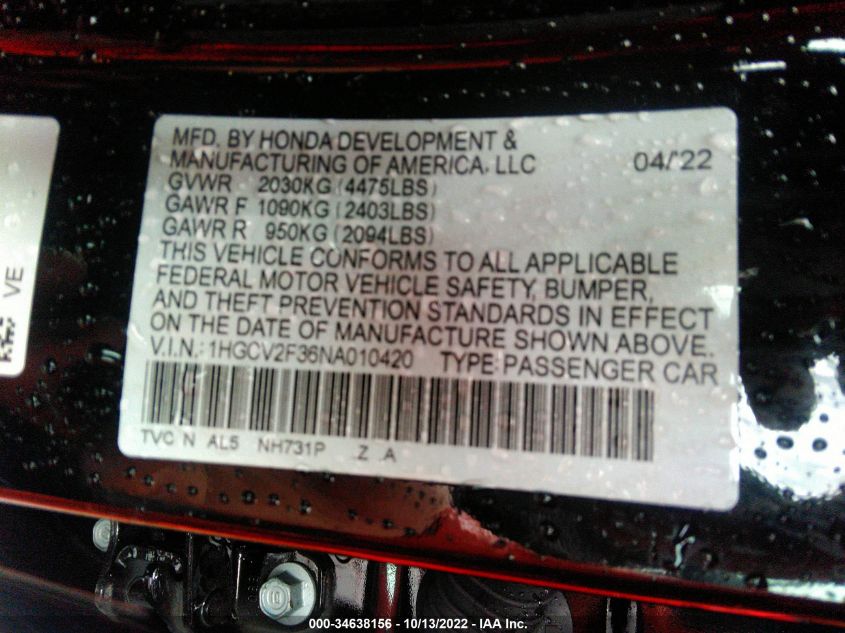 MFD. BY HONDA DEVELOPMENT &
MANUFACTURING OF AMERICA, LLC 04/'22
GVWR 2030KG (4475LBS)
GAWR F 1090KG (2403LBS)
GAWR R 950KG (2094LBS)
THIS VEHICLE CONFORMS TO ALL APPLICABLE
FEDERAL MOTOR VEHICLE SAFETY, BUMPER,
AND THEFT PREVENTION STANDARDS IN EFFECT
ON THE DATE OF MANUFACTURE SHOWN ABOVE.
V.I.N.: 1HGCV2F36NA010420 TYPE: PASSENGER CAR
TVC N AL5 NH731P Z A
VE
000-34638156 - 10/13/2022 - IAA Inc.